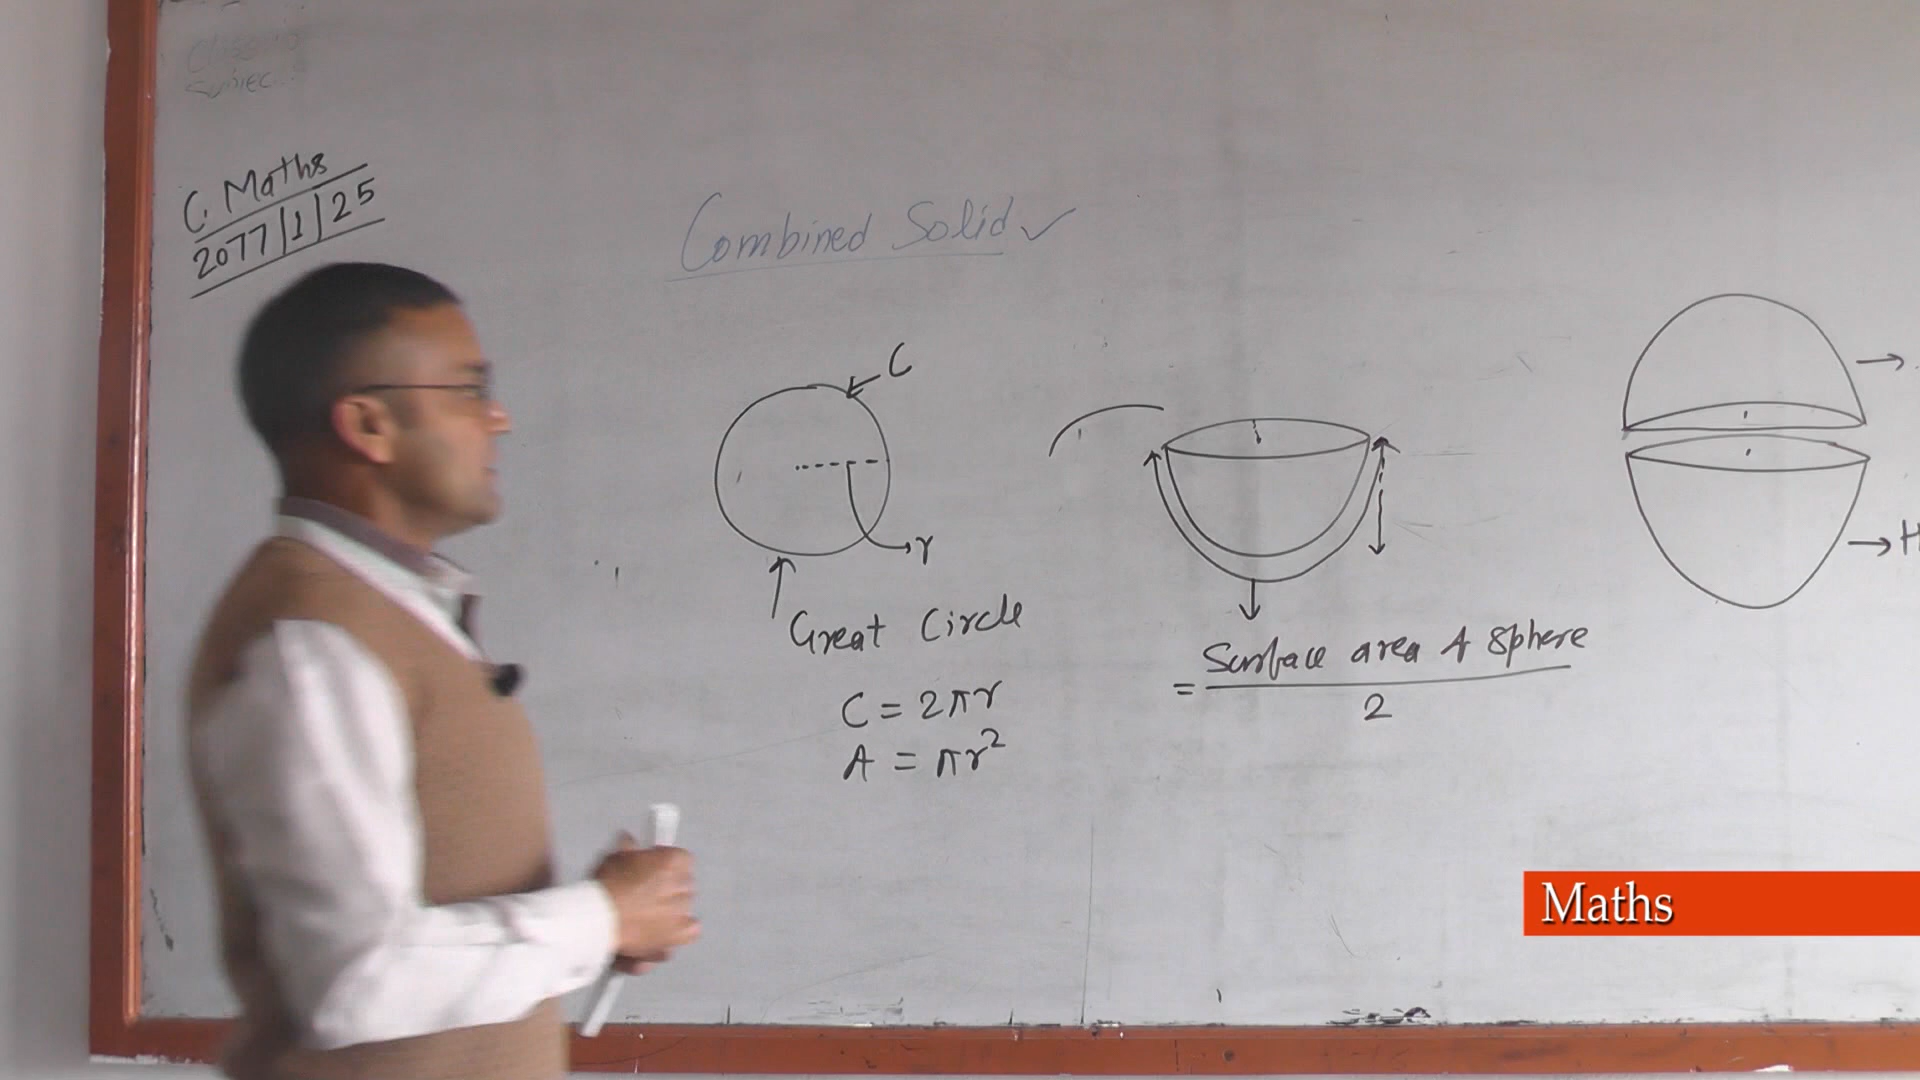 C. Maths
2077/1/25
Combined Solid ✓
C
r
Great Circle
C = 2πr
A = πr²
= Surface area of sphere / 2
H
Maths